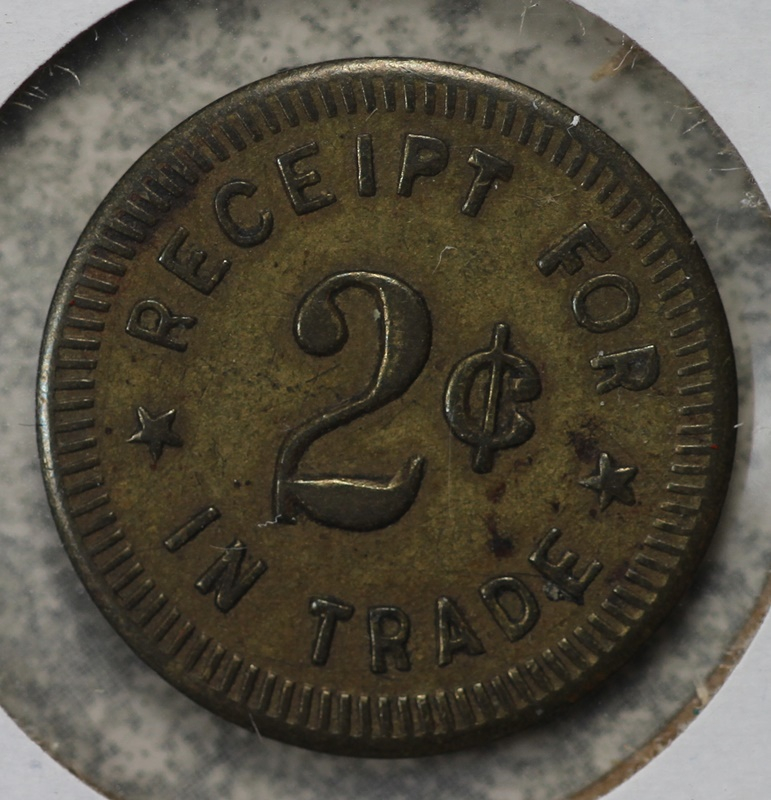 RECEIPT FOR
2¢
IN TRADE